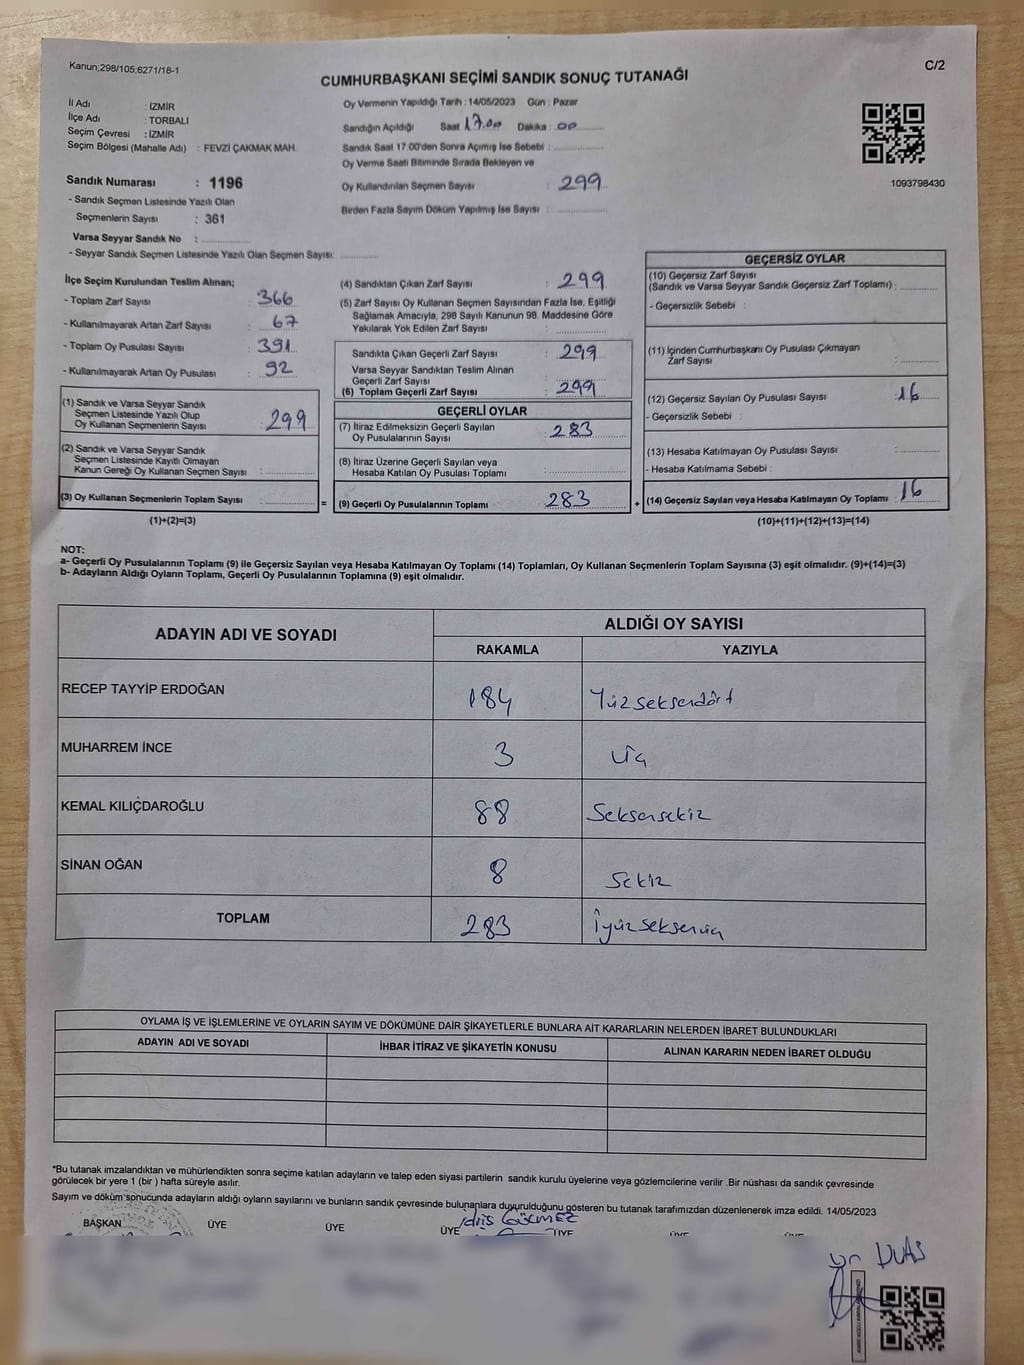 Kanun;298/105;6271/18-1
C/2
CUMHURBAŞKANI SEÇİMİ SANDIK SONUÇ TUTANAĞI
İl Adı : İZMİR
İlçe Adı : TORBALI
Seçim Çevresi : İZMİR
Seçim Bölgesi (Mahalle Adı) : FEVZİ ÇAKMAK MAH.
Sandık Numarası : 1196
- Sandık Seçmen Listesinde Yazılı Olan
Seçmenlerin Sayısı : 361
Varsa Seyyar Sandık No :
- Seyyar Sandık Seçmen Listesinde Yazılı Olan Seçmen Sayısı:
Oy Vermenin Yapıldığı Tarih : 14/05/2023 Gün : Pazar
Sandığın Açıldığı Saat 17.00 Dakika : 00
Sandık Saat 17.00'den Sonra Açımış İse Sebebi :
Oy Verme Saati Bitiminde Sırada Bekleyen ve
Oy Kullandırılan Seçmen Sayısı : 299
Birden Fazla Sayım Döküm Yapılmış İse Sayısı :
1093798430
İlçe Seçim Kurulundan Teslim Alınan;
- Toplam Zarf Sayısı : 366
- Kullanılmayarak Artan Zarf Sayısı : 67
- Toplam Oy Pusulası Sayısı : 391
- Kullanılmayarak Artan Oy Pusulası : 92
(1) Sandık ve Varsa Seyyar Sandık
Seçmen Listesinde Yazılı Olup
Oy Kullanan Seçmenlerin Sayısı : 299
(2) Sandık ve Varsa Seyyar Sandık
Seçmen Listesinde Kayıtlı Olmayan
Kanun Gereği Oy Kullanan Seçmen Sayısı :
(3) Oy Kullanan Seçmenlerin Toplam Sayısı :
(1)+(2)=(3)
(4) Sandıktan Çıkan Zarf Sayısı : 299
(5) Zarf Sayısı Oy Kullanan Seçmen Sayısından Fazla İse, Eşitliği
Sağlamak Amacıyla, 298 Sayılı Kanunun 98. Maddesine Göre
Yakılarak Yok Edilen Zarf Sayısı :
Sandıkta Çıkan Geçerli Zarf Sayısı : 299
Varsa Seyyar Sandıktan Teslim Alınan
Geçerli Zarf Sayısı :
(6) Toplam Geçerli Zarf Sayısı : 299
GEÇERLİ OYLAR
(7) İtiraz Edilmeksizin Geçerli Sayılan
Oy Pusulalarının Sayısı : 283
(8) İtiraz Üzerine Geçerli Sayılan veya
Hesaba Katılan Oy Pusulası Toplamı :
= (9) Geçerli Oy Pusulalarının Toplamı : 283
GEÇERSİZ OYLAR
(10) Geçersiz Zarf Sayısı
(Sandık ve Varsa Seyyar Sandık Geçersiz Zarf Toplamı) :
- Geçersizlik Sebebi :
(11) İçinden Cumhurbaşkanı Oy Pusulası Çıkmayan
Zarf Sayısı :
(12) Geçersiz Sayılan Oy Pusulası Sayısı : 16
- Geçersizlik Sebebi :
(13) Hesaba Katılmayan Oy Pusulası Sayısı :
- Hesaba Katılmama Sebebi :
+ (14) Geçersiz Sayılan veya Hesaba Katılmayan Oy Toplamı : 16
(10)+(11)+(12)+(13)=(14)
NOT:
a- Geçerli Oy Pusulalarının Toplamı (9) ile Geçersiz Sayılan veya Hesaba Katılmayan Oy Toplamı (14) Toplamları, Oy Kullanan Seçmenlerin Toplam Sayısına (3) eşit olmalıdır. (9)+(14)=(3)
b- Adayların Aldığı Oyların Toplamı, Geçerli Oy Pusulalarının Toplamına (9) eşit olmalıdır.
ADAYIN ADI VE SOYADI
ALDIĞI OY SAYISI
RAKAMLA YAZIYLA
RECEP TAYYİP ERDOĞAN 184 Yüzseksendört
MUHARREM İNCE 3 Üç
KEMAL KILIÇDAROĞLU 88 Seksensekiz
SİNAN OĞAN 8 Sekiz
TOPLAM 283 İyüzseksenüç
OYLAMA İŞ VE İŞLEMLERİNE VE OYLARIN SAYIM VE DÖKÜMÜNE DAİR ŞİKAYETLERLE BUNLARA AİT KARARLARIN NELERDEN İBARET BULUNDUKLARI
ADAYIN ADI VE SOYADI İHBAR İTİRAZ VE ŞİKAYETİN KONUSU ALINAN KARARIN NEDEN İBARET OLDUĞU
*Bu tutanak imzalandıktan ve mühürlendikten sonra seçime katılan adayların ve talep eden siyasi partilerin sandık kurulu üyelerine veya gözlemcilerine verilir .Bir nüshası da sandık çevresinde
görülecek bir yere 1 (bir ) hafta süreyle asılır.
Sayım ve döküm sonucunda adayların aldığı oyların sayılarını ve bunların sandık çevresinde bulunanlara duyurulduğunu gösteren bu tutanak tarafımızdan düzenlenerek imza edildi. 14/05/2023
BAŞKAN ÜYE ÜYE ÜYE ÜYE ÜYE ÜYE
idris GÖÇMEZ